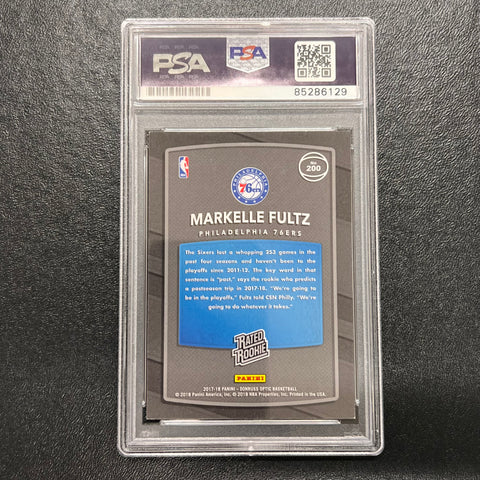 PSA
PSA
85286129
NBA
PHILADELPHIA
76ers
No.
200
MARKELLE FULTZ
PHILADELPHIA 76ERS
The Sixers lost a whopping 253 games in the
past four seasons and haven't been to the
playoffs since 2011-12. The key word in that
sentence is "past," says the rookie who predicts
a postseason trip in 2017-18. "We're going to
be in the playoffs," Fultz told CSN Philly. "We're
going to do whatever it takes."
RATED
ROOKIE
PANINI
2017-18 PANINI - DONRUSS OPTIC BASKETBALL
© 2018 Panini America, Inc. © 2018 NBA Properties, Inc. Printed in the USA.